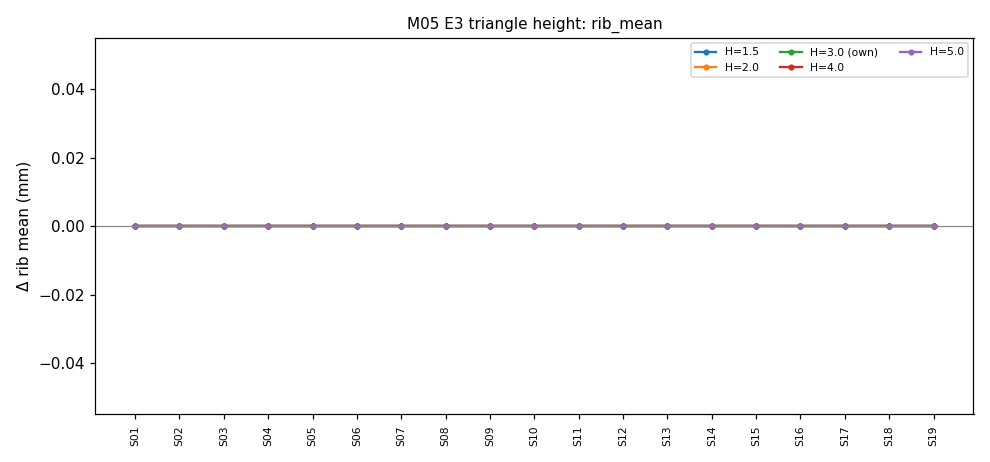 M05 E3 triangle height: rib_mean
H=1.5
H=2.0
H=3.0 (own)
H=4.0
H=5.0
Δ rib mean (mm)
0.04
0.02
0.00
−0.02
−0.04
S01
S02
S03
S04
S05
S06
S07
S08
S09
S10
S11
S12
S13
S14
S15
S16
S17
S18
S19